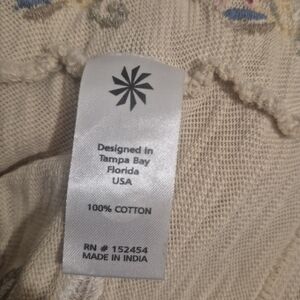 Designed in
Tampa Bay
Florida
USA
100% COTTON
RN # 152454
MADE IN INDIA